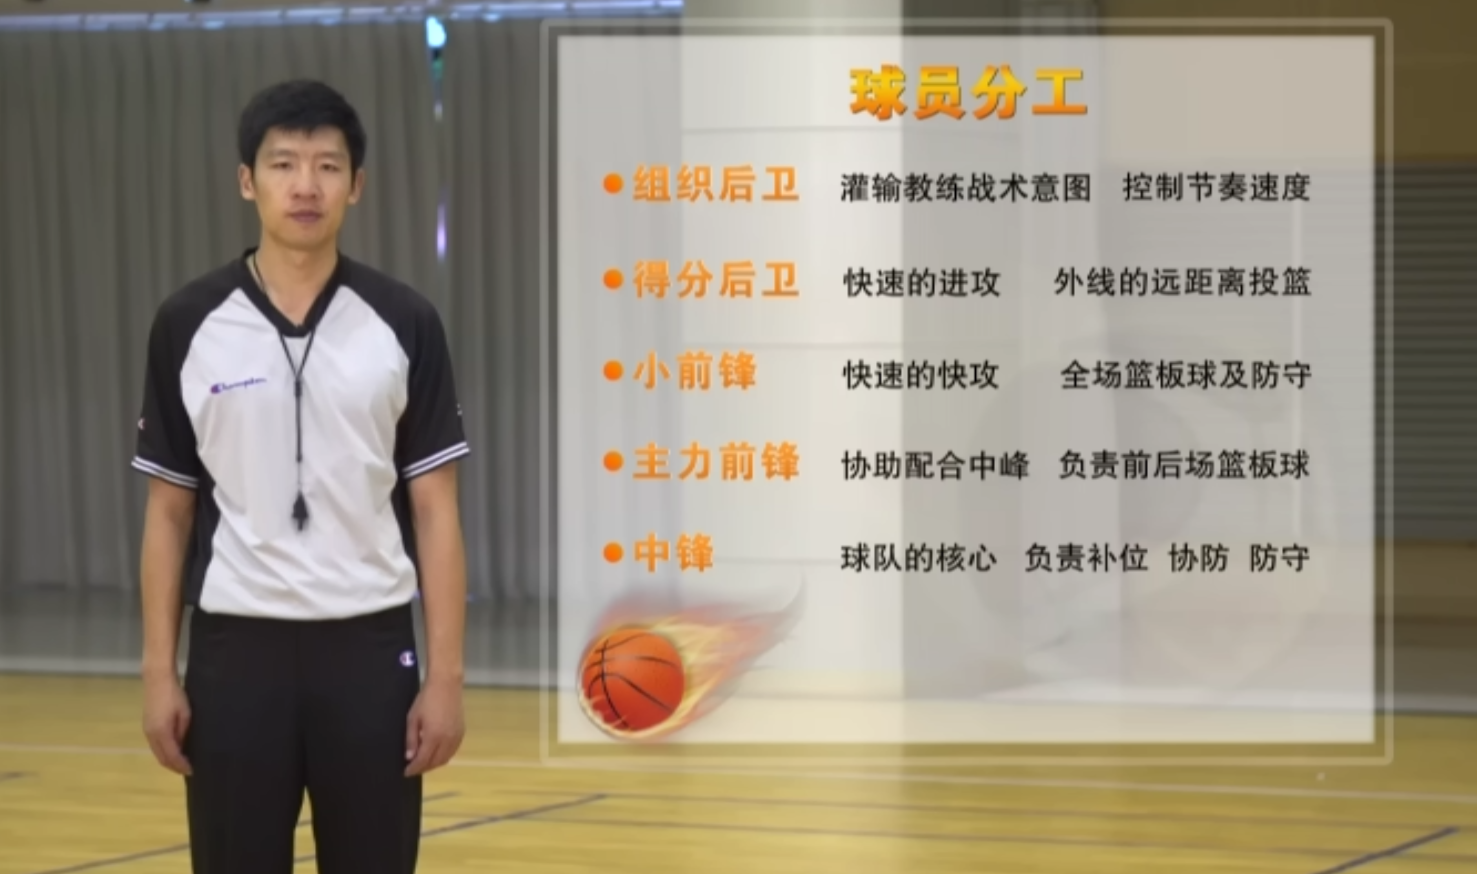 球员分工
组织后卫 灌输教练战术意图 控制节奏速度
得分后卫 快速的进攻 外线的远距离投篮
小前锋 快速的快攻 全场篮板球及防守
主力前锋 协助配合中峰 负责前后场篮板球
中锋 球队的核心 负责补位 协防 防守
Champion